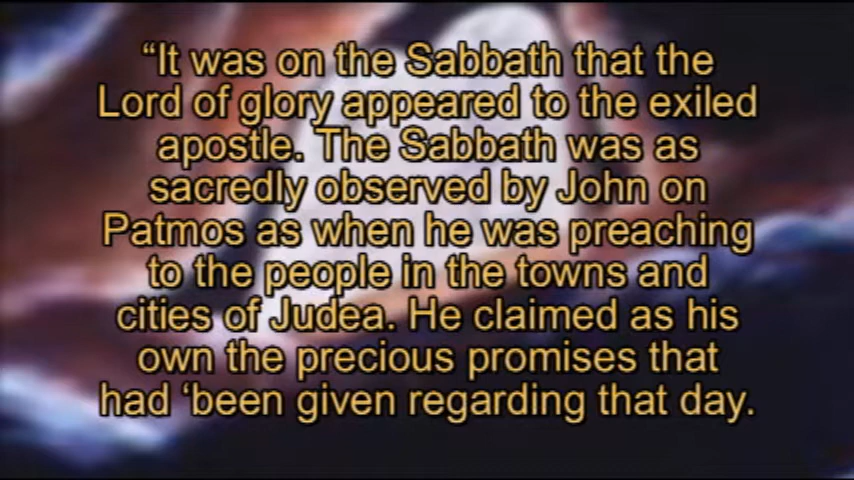 “It was on the Sabbath that the
Lord of glory appeared to the exiled
apostle. The Sabbath was as
sacredly observed by John on
Patmos as when he was preaching
to the people in the towns and
cities of Judea. He claimed as his
own the precious promises that
had ‘been given regarding that day.